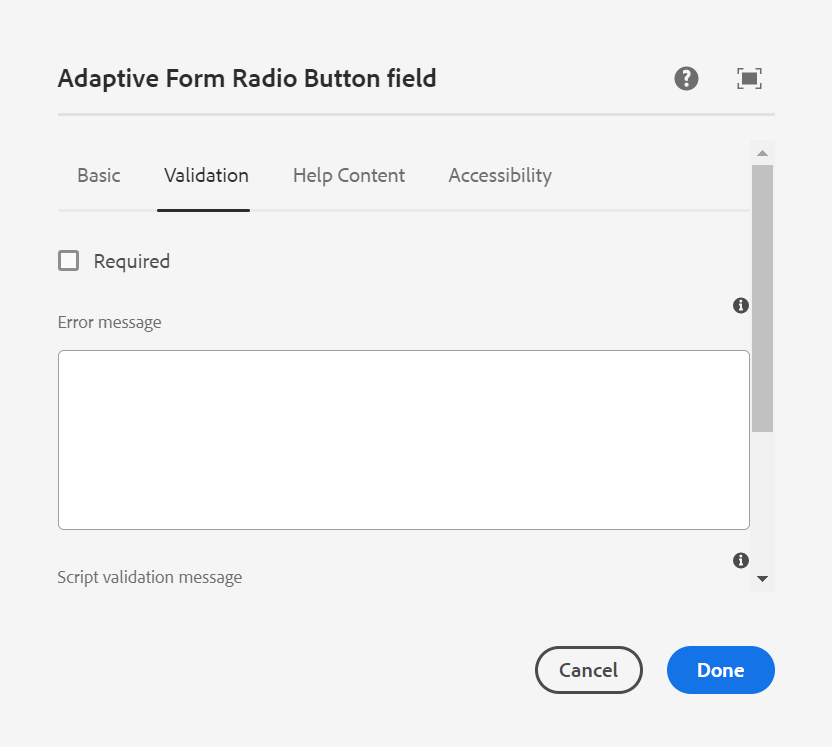 Adaptive Form Radio Button field
Basic Validation Help Content Accessibility
Required
Error message
Script validation message
Cancel Done